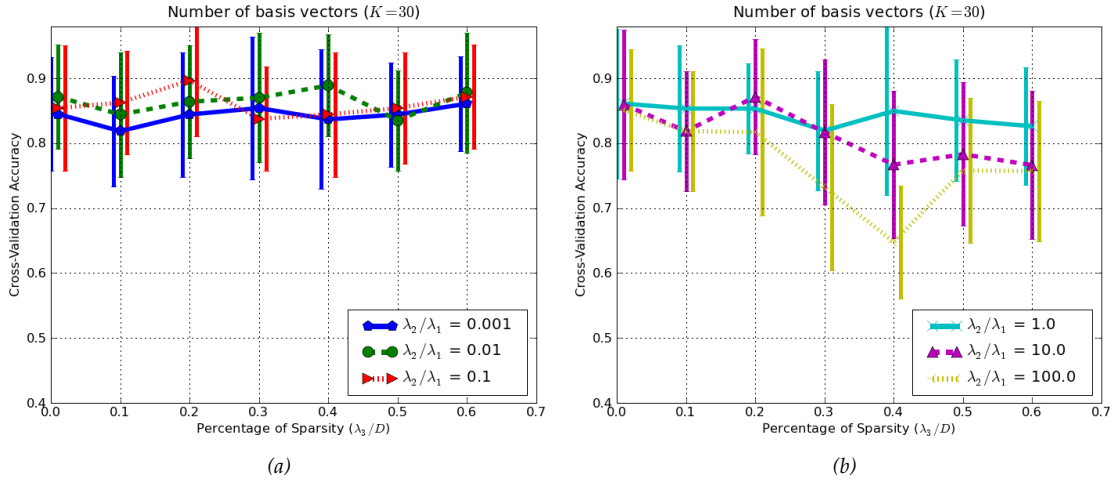 Number of basis vectors (K=30)
Cross-Validation Accuracy
0.9
0.8
0.7
0.6
0.5
0.4
λ₂/λ₁ = 0.001
λ₂/λ₁ = 0.01
λ₂/λ₁ = 0.1
0.0 0.1 0.2 0.3 0.4 0.5 0.6 0.7
Percentage of Sparsity (λ₃/D)
(a)
Number of basis vectors (K=30)
Cross-Validation Accuracy
0.9
0.8
0.7
0.6
0.5
0.4
λ₂/λ₁ = 1.0
λ₂/λ₁ = 10.0
λ₂/λ₁ = 100.0
0.0 0.1 0.2 0.3 0.4 0.5 0.6 0.7
Percentage of Sparsity (λ₃/D)
(b)